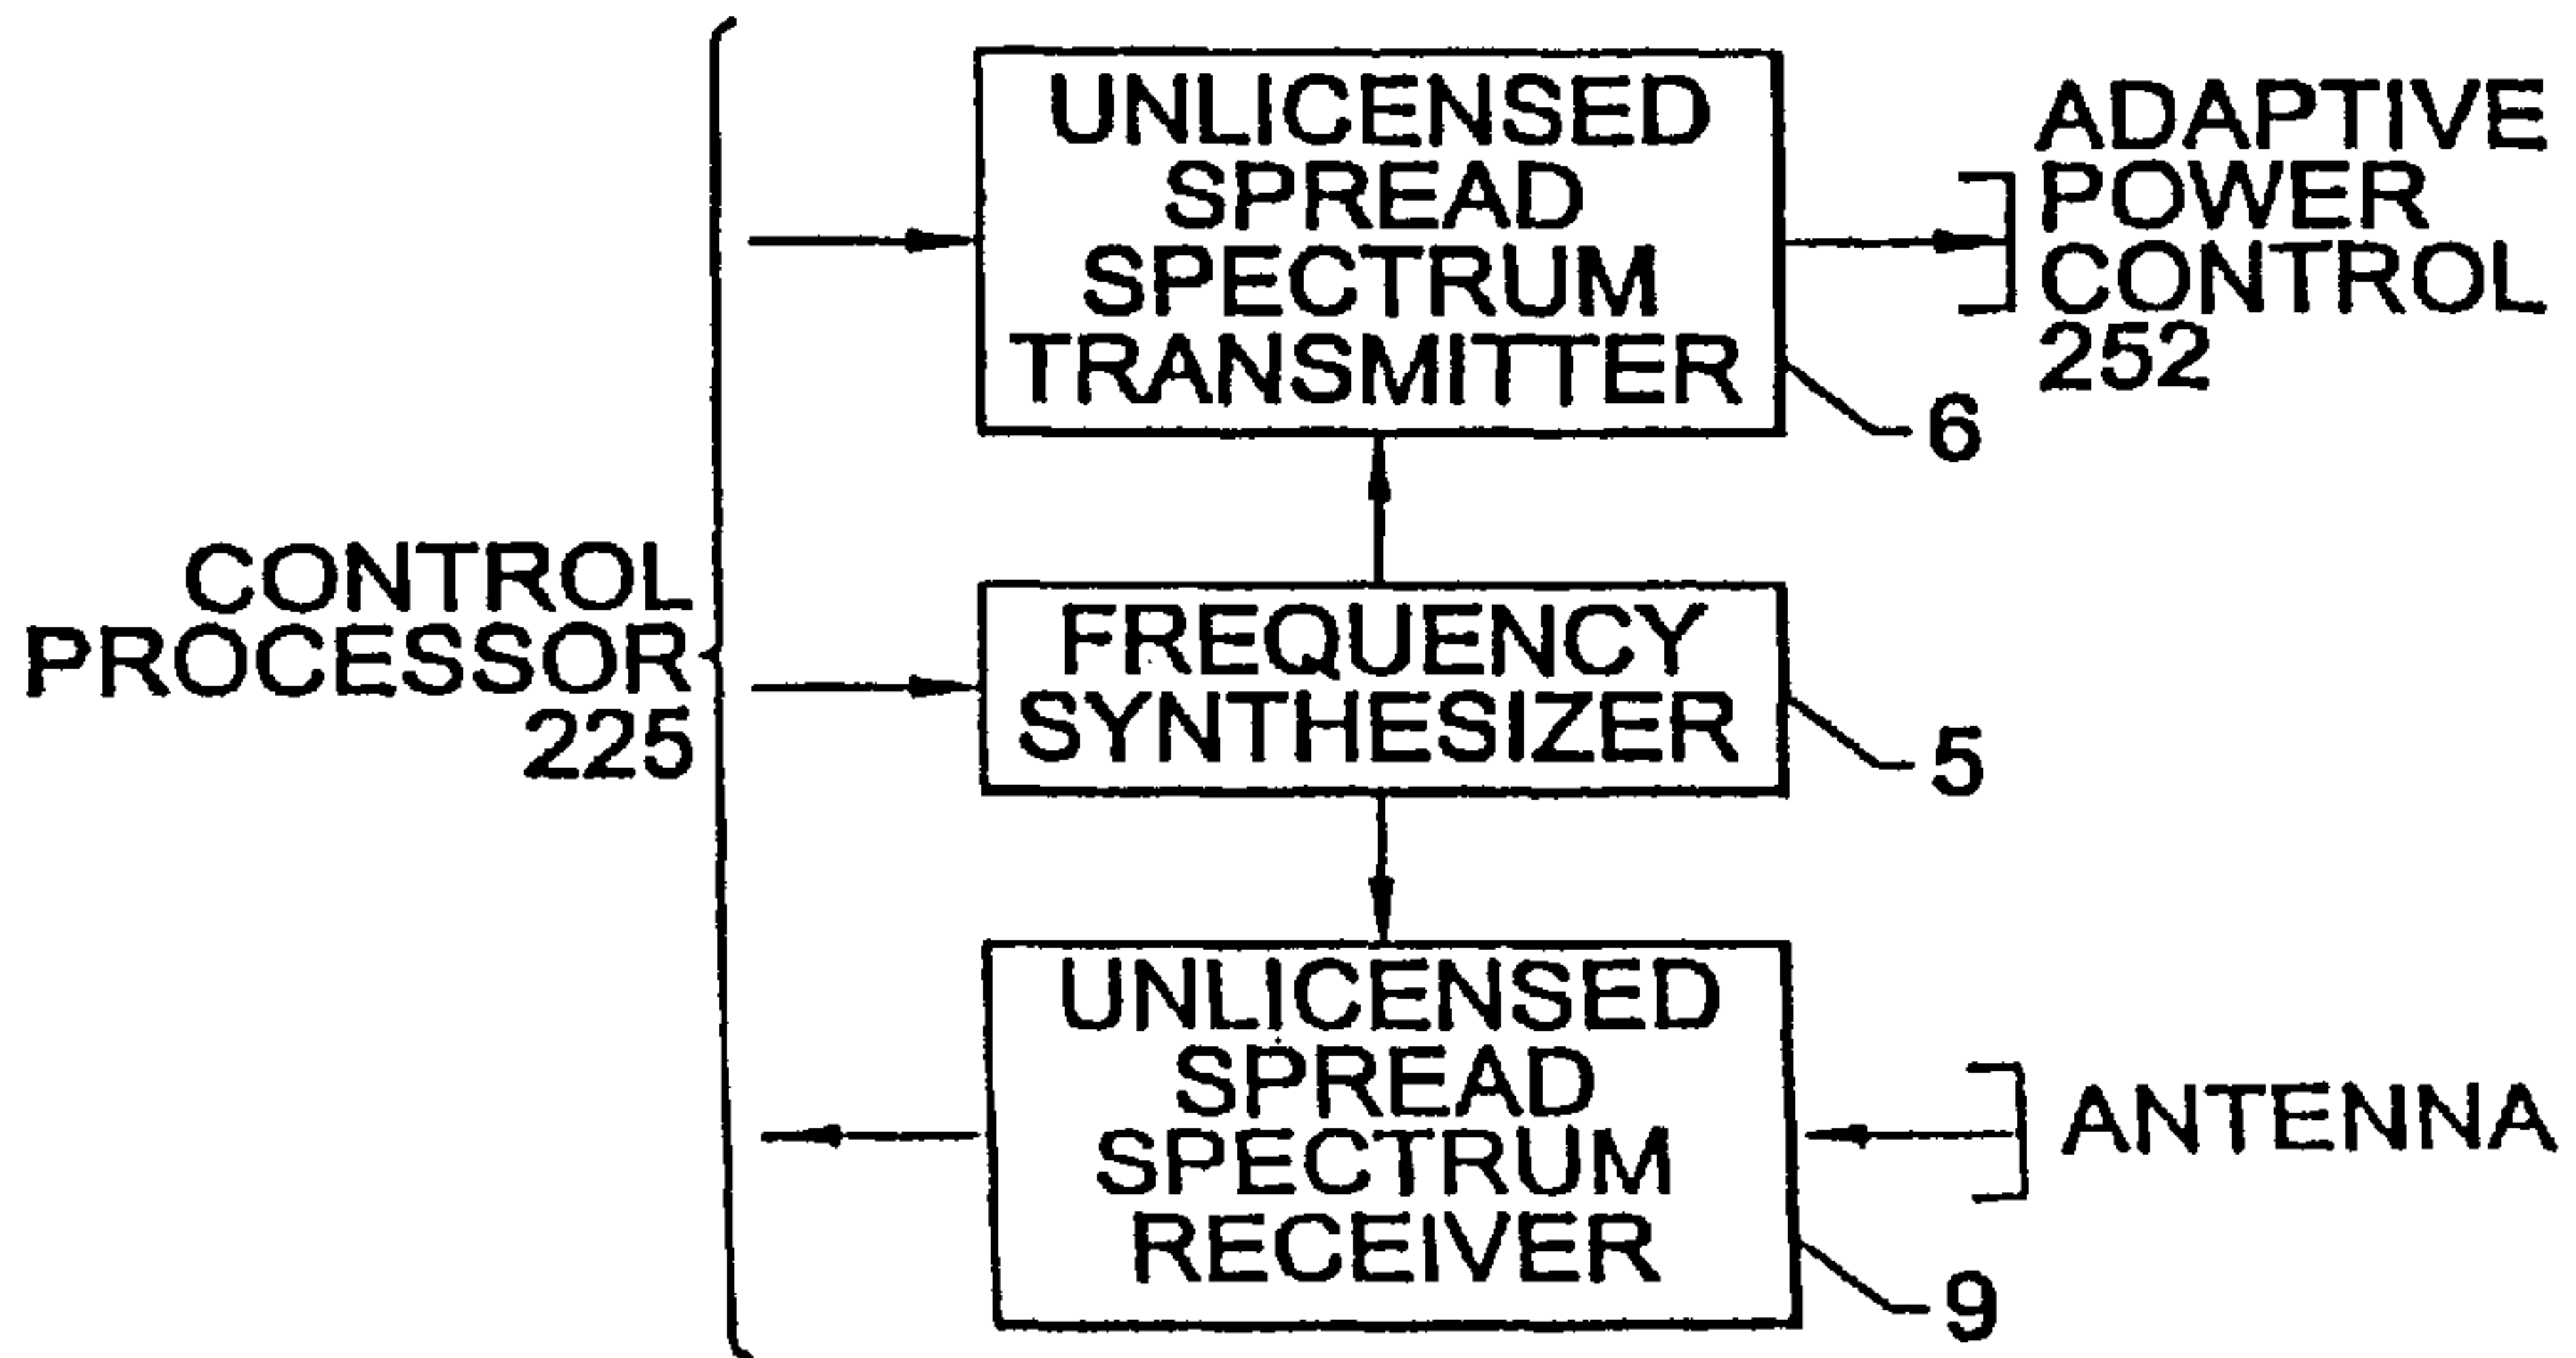 UNLICENSED
SPREAD
SPECTRUM
TRANSMITTER
6
ADAPTIVE
POWER
CONTROL
252
CONTROL
PROCESSOR
225
FREQUENCY
SYNTHESIZER
5
UNLICENSED
SPREAD
SPECTRUM
RECEIVER
9
ANTENNA